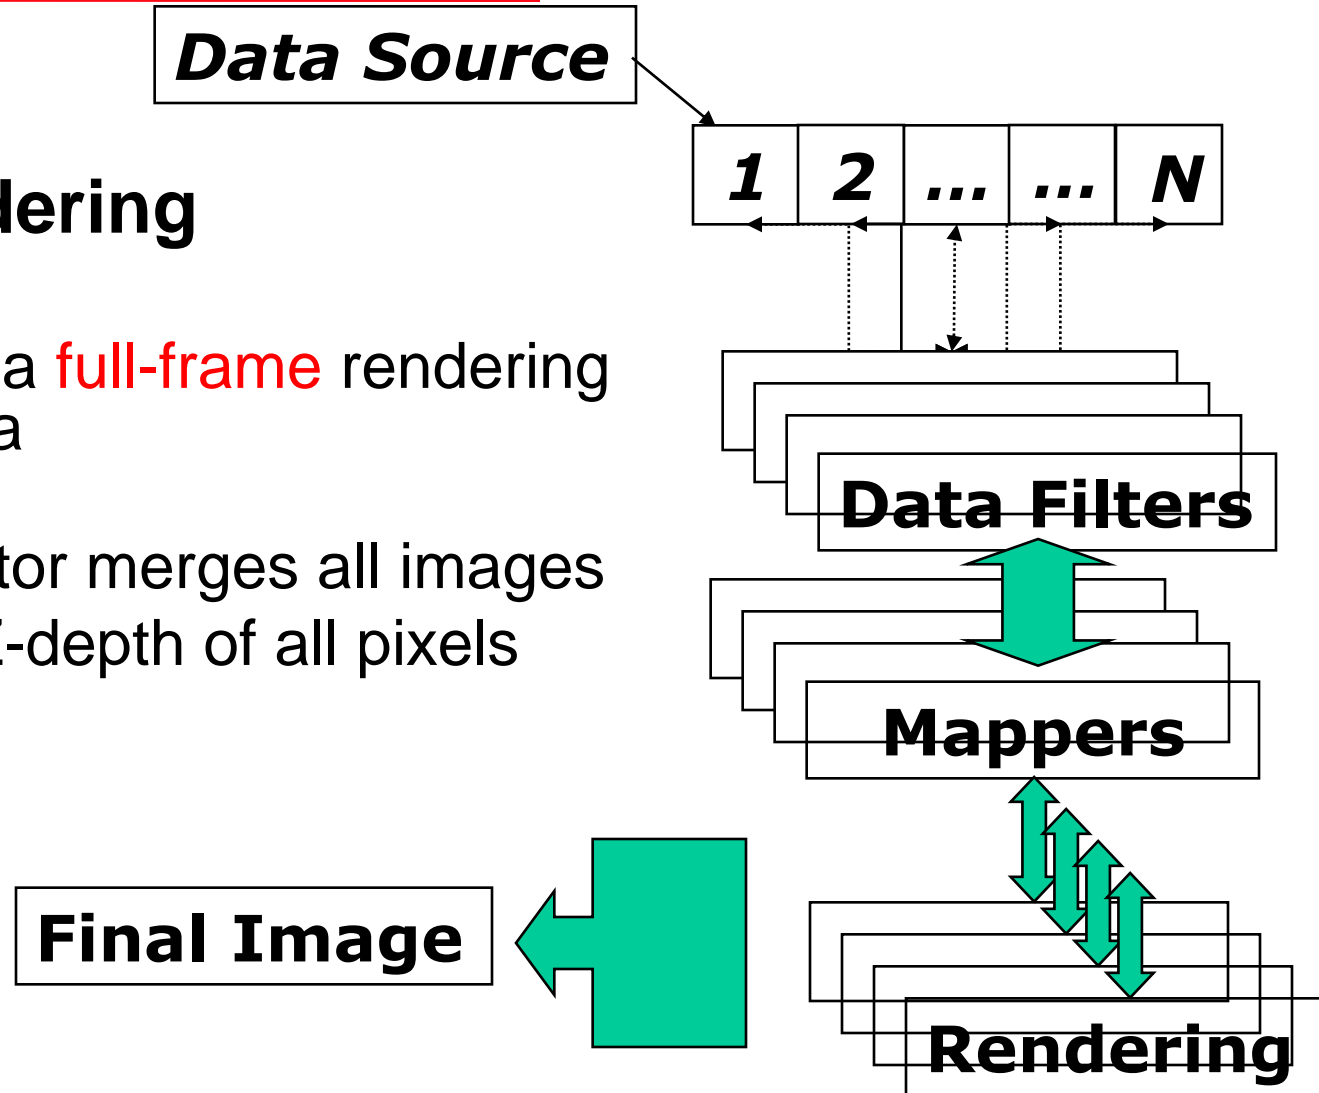 Data Source
1 2 ... ... N
dering
a full-frame rendering
a
tor merges all images
Z-depth of all pixels
Data Filters
Mappers
Final Image
Rendering